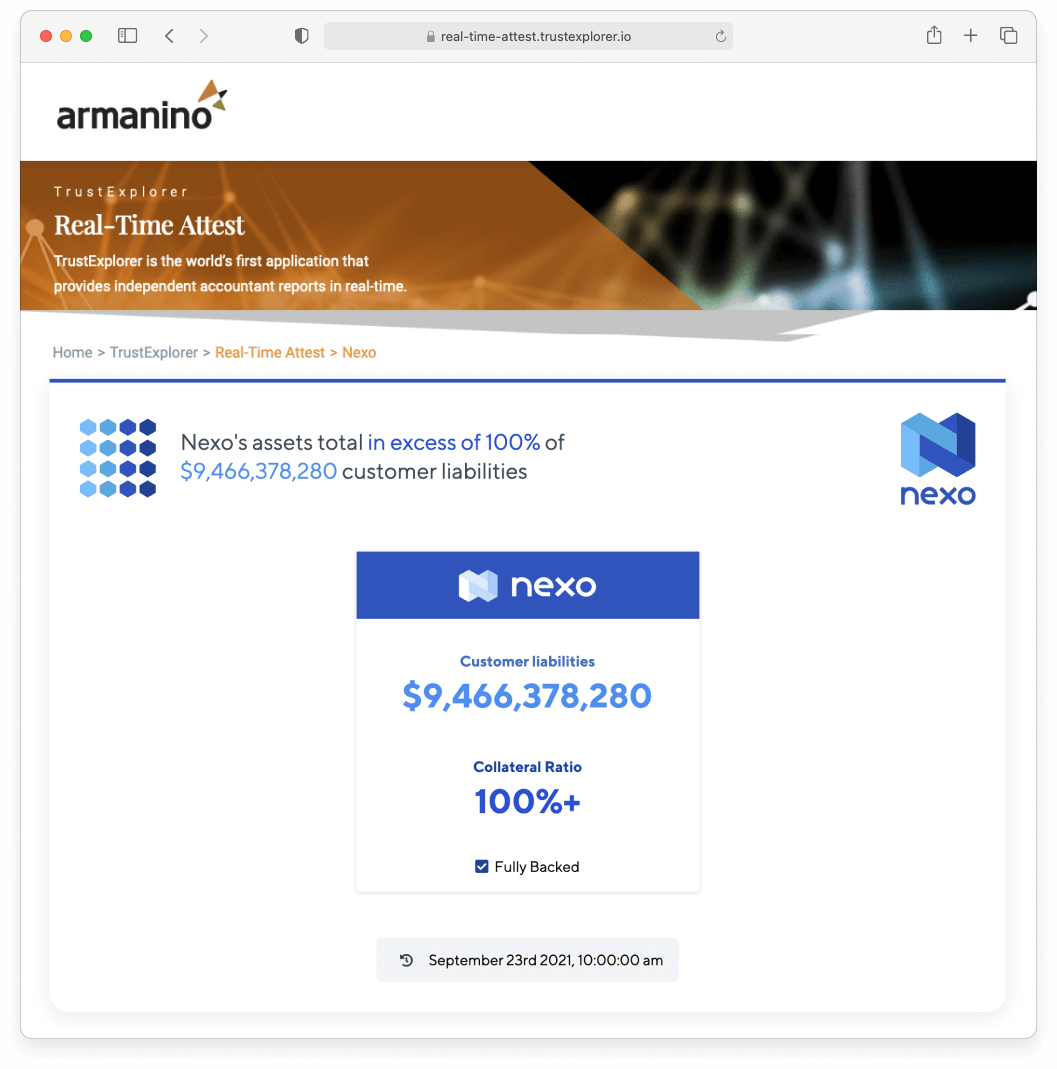 real-time-attest.trustexplorer.io
armanino
TrustExplorer
Real-Time Attest
TrustExplorer is the world's first application that
provides independent accountant reports in real-time.
Home > TrustExplorer > Real-Time Attest > Nexo
Nexo's assets total in excess of 100% of
$9,466,378,280 customer liabilities
nexo
nexo
Customer liabilities
$9,466,378,280
Collateral Ratio
100%+
Fully Backed
September 23rd 2021, 10:00:00 am